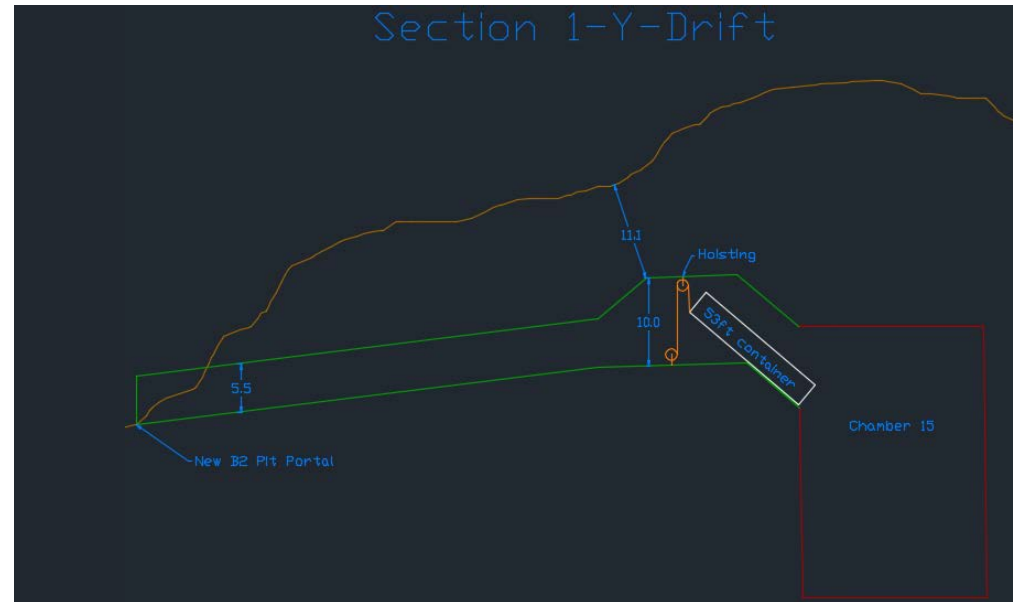 Section 1-Y-Drift
11.1
Hoisting
10.0
53ft container
5.5
Chamber 15
New B2 Pit Portal